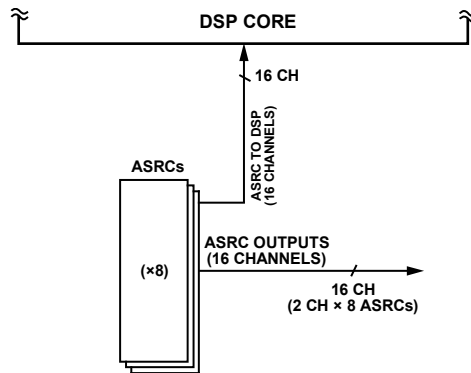 DSP CORE
16 CH
ASRC TO DSP
(16 CHANNELS)
ASRCs
(×8)
ASRC OUTPUTS
(16 CHANNELS)
16 CH
(2 CH × 8 ASRCs)